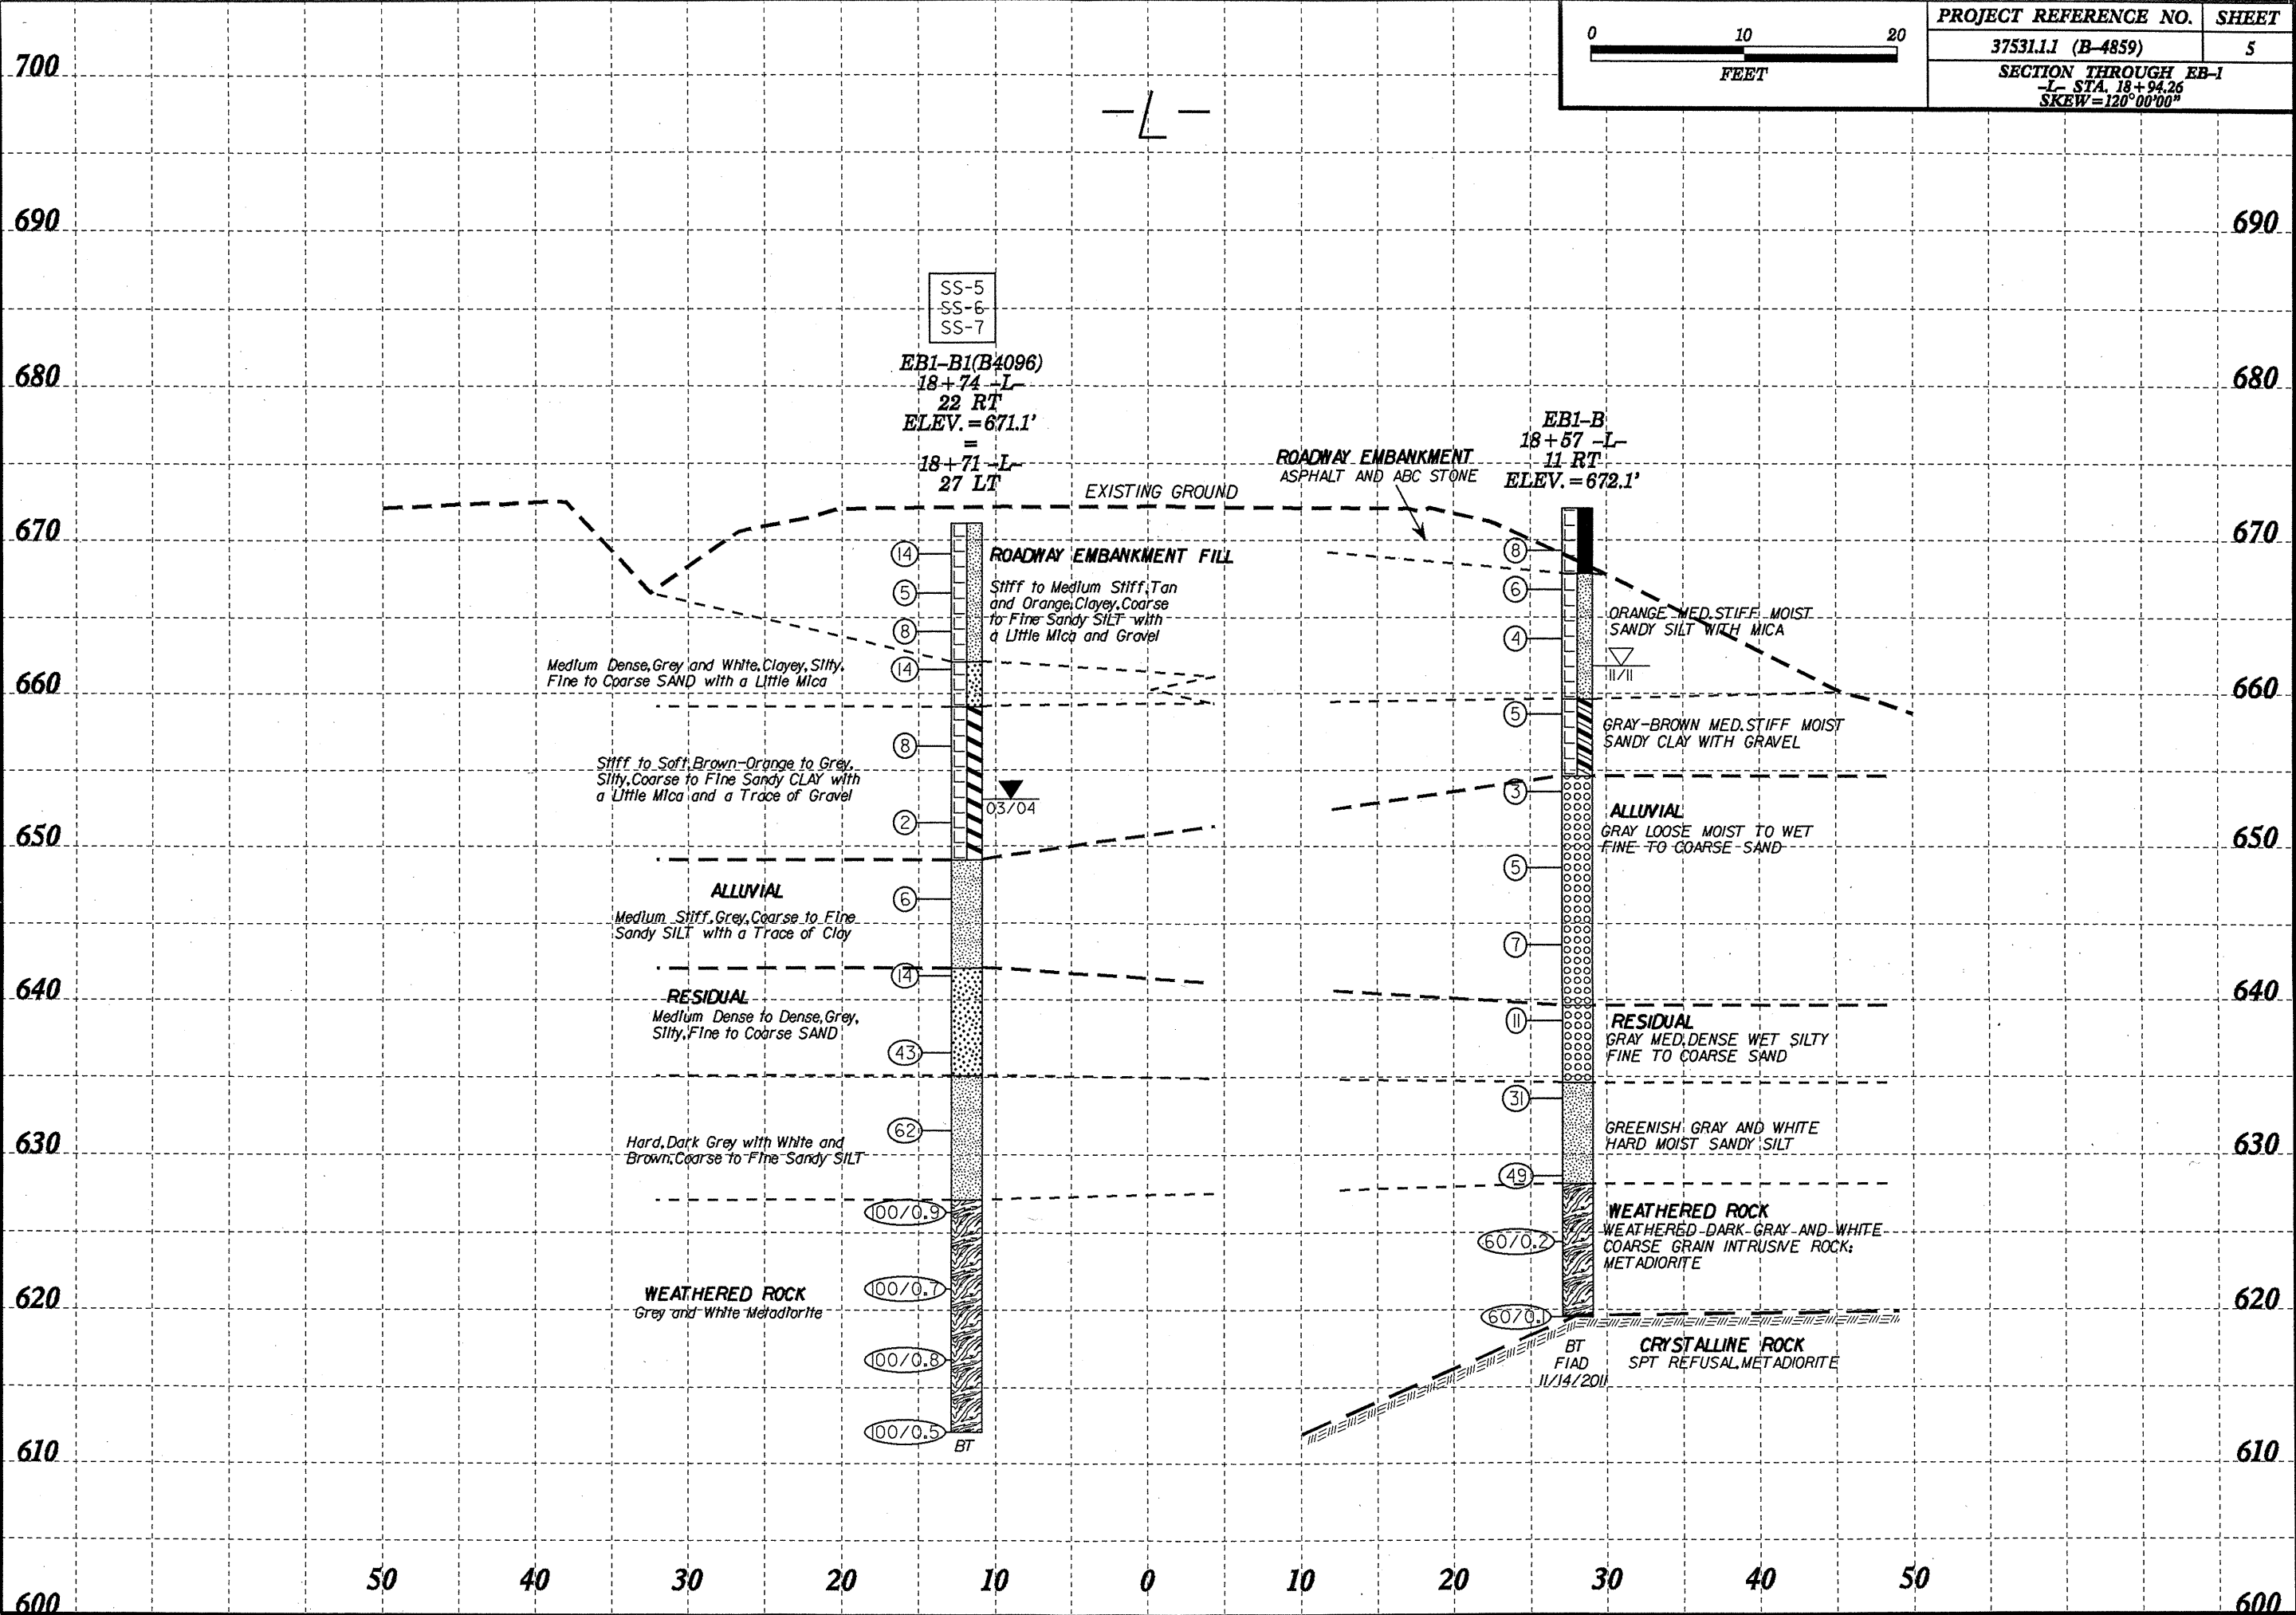 0 10 20
FEET
PROJECT REFERENCE NO. SHEET
37531.1.1 (B-4859) 5
SECTION THROUGH EB-1
-L- STA. 18+94.26
SKEW=120°00'00"
-L-
700
690 690
680 680
670 670
660 660
650 650
640 640
630 630
620 620
610 610
600 600
SS-5
SS-6
SS-7
EB1-B1(B4096)
18+74 -L-
22 RT
ELEV.=671.1'
=
18+71 -L-
27 LT
EXISTING GROUND
ROADWAY EMBANKMENT
ASPHALT AND ABC STONE
EB1-B
18+57 -L-
11 RT
ELEV.=672.1'
14
5
8
14
8
2
6
14
43
62
100/0.9
100/0.7
100/0.8
100/0.5
BT
ROADWAY EMBANKMENT FILL
Stiff to Medium Stiff, Tan
and Orange, Clayey, Coarse
to Fine Sandy SILT with
a Little Mica and Gravel
Medium Dense, Grey and White, Clayey, Silty,
Fine to Coarse SAND with a Little Mica
Stiff to Soft, Brown-Orange to Grey,
Silty, Coarse to Fine Sandy CLAY with
a Little Mica and a Trace of Gravel
03/04
ALLUVIAL
Medium Stiff, Grey, Coarse to Fine
Sandy SILT with a Trace of Clay
RESIDUAL
Medium Dense to Dense, Grey,
Silty, Fine to Coarse SAND
Hard, Dark Grey with White and
Brown, Coarse to Fine Sandy SILT
WEATHERED ROCK
Grey and White Metadiorite
8
6
4
5
3
5
7
11
31
49
60/0.2
60/0.1
ORANGE MED. STIFF MOIST
SANDY SILT WITH MICA
11/11
GRAY-BROWN MED. STIFF MOIST
SANDY CLAY WITH GRAVEL
ALLUVIAL
GRAY LOOSE MOIST TO WET
FINE TO COARSE SAND
RESIDUAL
GRAY MED. DENSE WET SILTY
FINE TO COARSE SAND
GREENISH GRAY AND WHITE
HARD MOIST SANDY SILT
WEATHERED ROCK
WEATHERED DARK GRAY AND WHITE
COARSE GRAIN INTRUSIVE ROCK:
METADIORITE
BT
FIAD
11/14/2011
CRYSTALLINE ROCK
SPT REFUSAL, METADIORITE
50 40 30 20 10 0 10 20 30 40 50